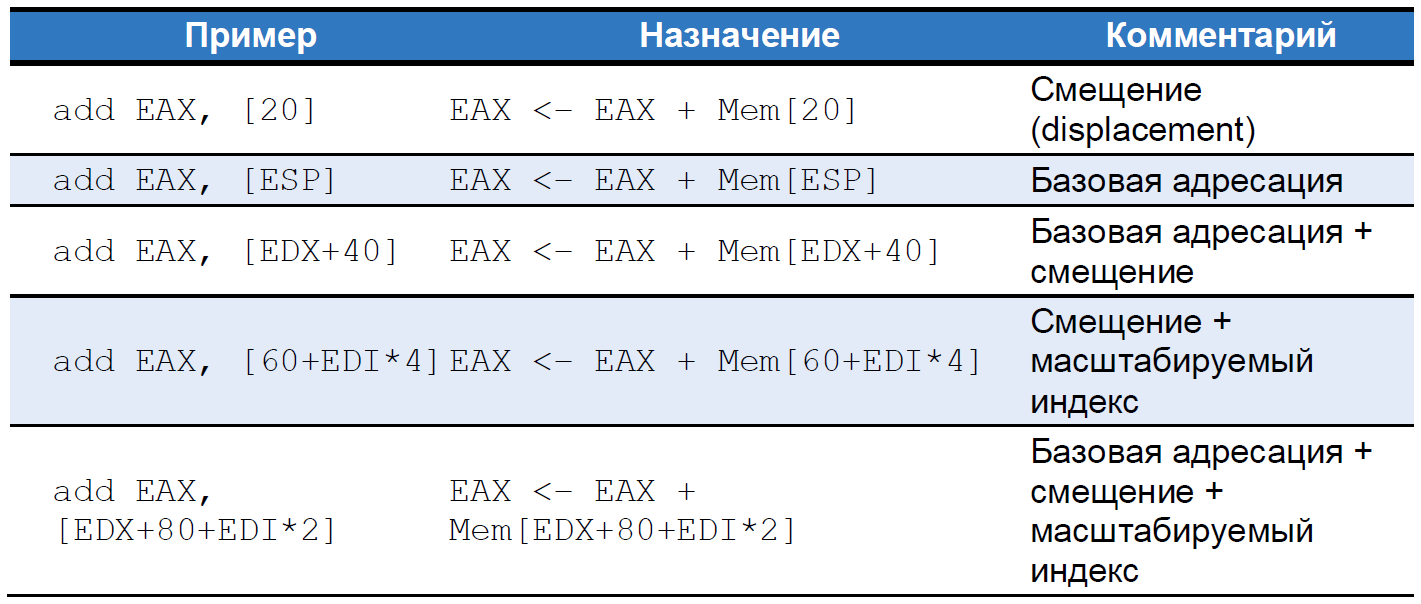 Пример Назначение Комментарий
add EAX, [20] EAX <- EAX + Mem[20] Смещение
(displacement)
add EAX, [ESP] EAX <- EAX + Mem[ESP] Базовая адресация
add EAX, [EDX+40] EAX <- EAX + Mem[EDX+40] Базовая адресация +
смещение
add EAX, [60+EDI*4] EAX <- EAX + Mem[60+EDI*4] Смещение +
масштабируемый
индекс
add EAX,
[EDX+80+EDI*2]
EAX <- EAX +
Mem[EDX+80+EDI*2]
Базовая адресация +
смещение +
масштабируемый
индекс